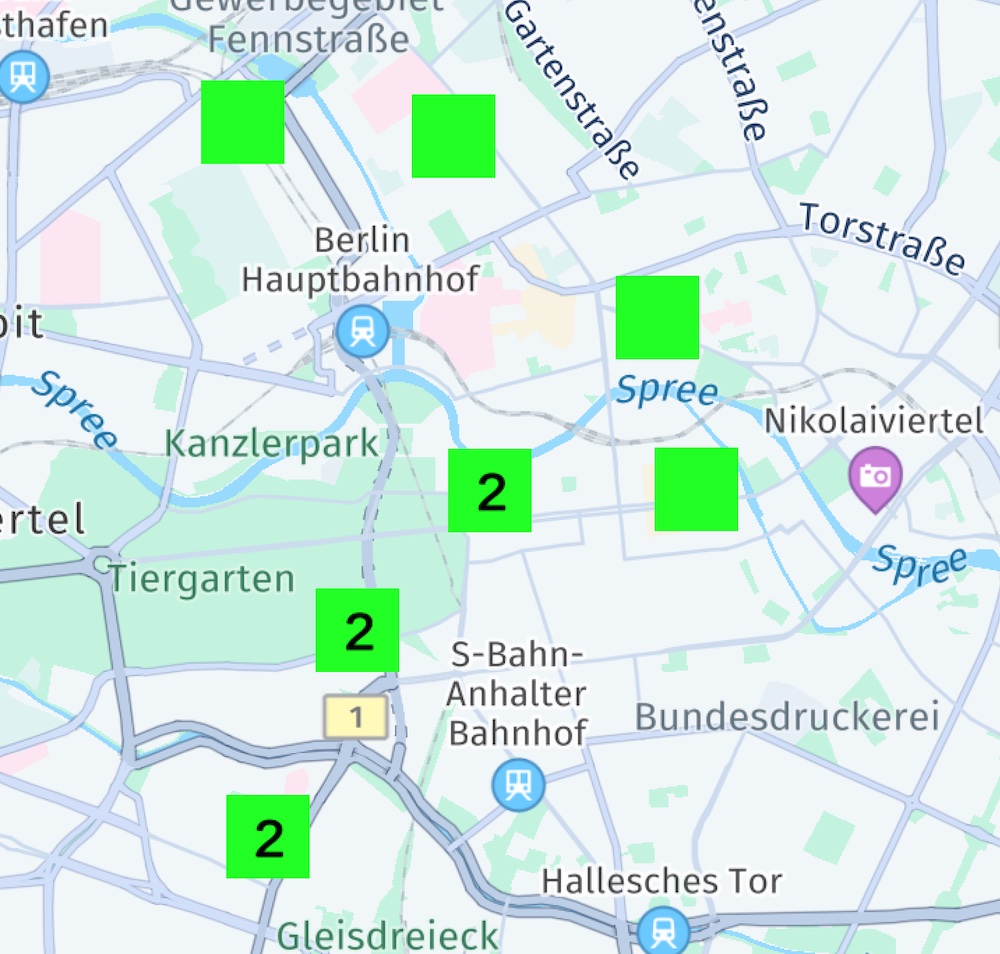 sthafen
Gewerbegebiet
Fennstraße
Gartenstraße
enstraße
Torstraße
Berlin
Hauptbahnhof
bit
Spree
Spree
Nikolaiviertel
Kanzlerpark
2
ertel
Spree
Tiergarten
2
S-Bahn-
Anhalter
Bahnhof
1
Bundesdruckerei
2
Hallesches Tor
Gleisdreieck